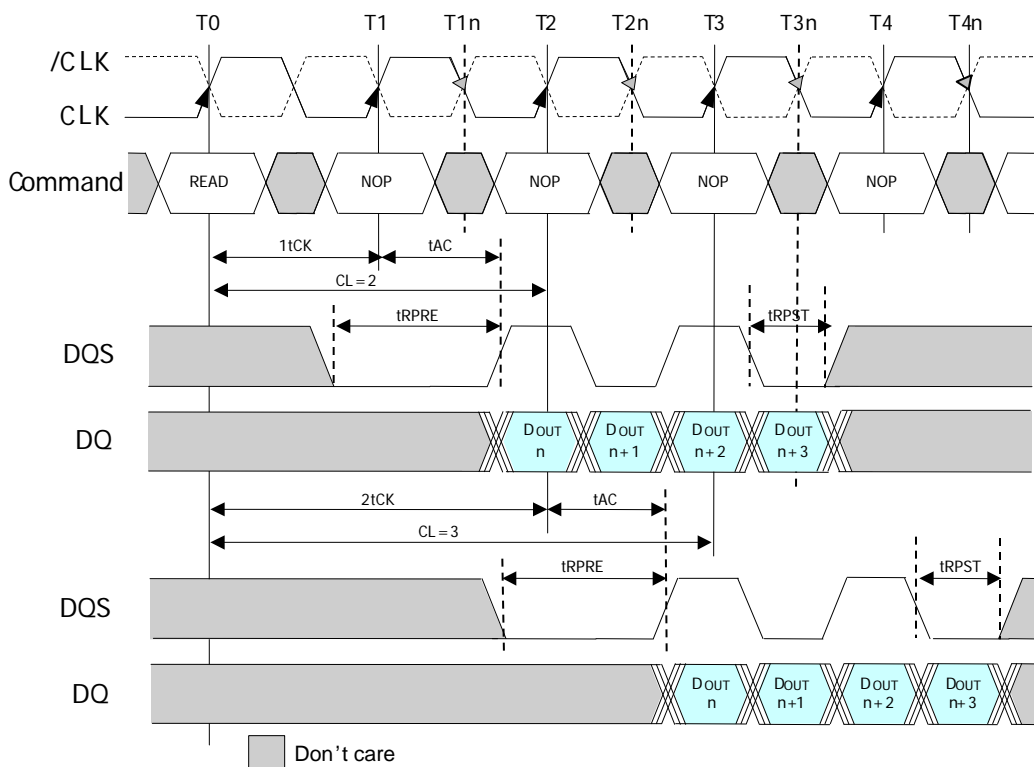 T0 T1 T1n T2 T2n T3 T3n T4 T4n
/CLK
CLK
Command READ NOP NOP NOP NOP
1tCK tAC
CL=2
tRPRE tRPST
DQS
DQ DOUT n DOUT n+1 DOUT n+2 DOUT n+3
2tCK tAC
CL=3
tRPRE tRPST
DQS
DQ DOUT n DOUT n+1 DOUT n+2 DOUT n+3
Don't care